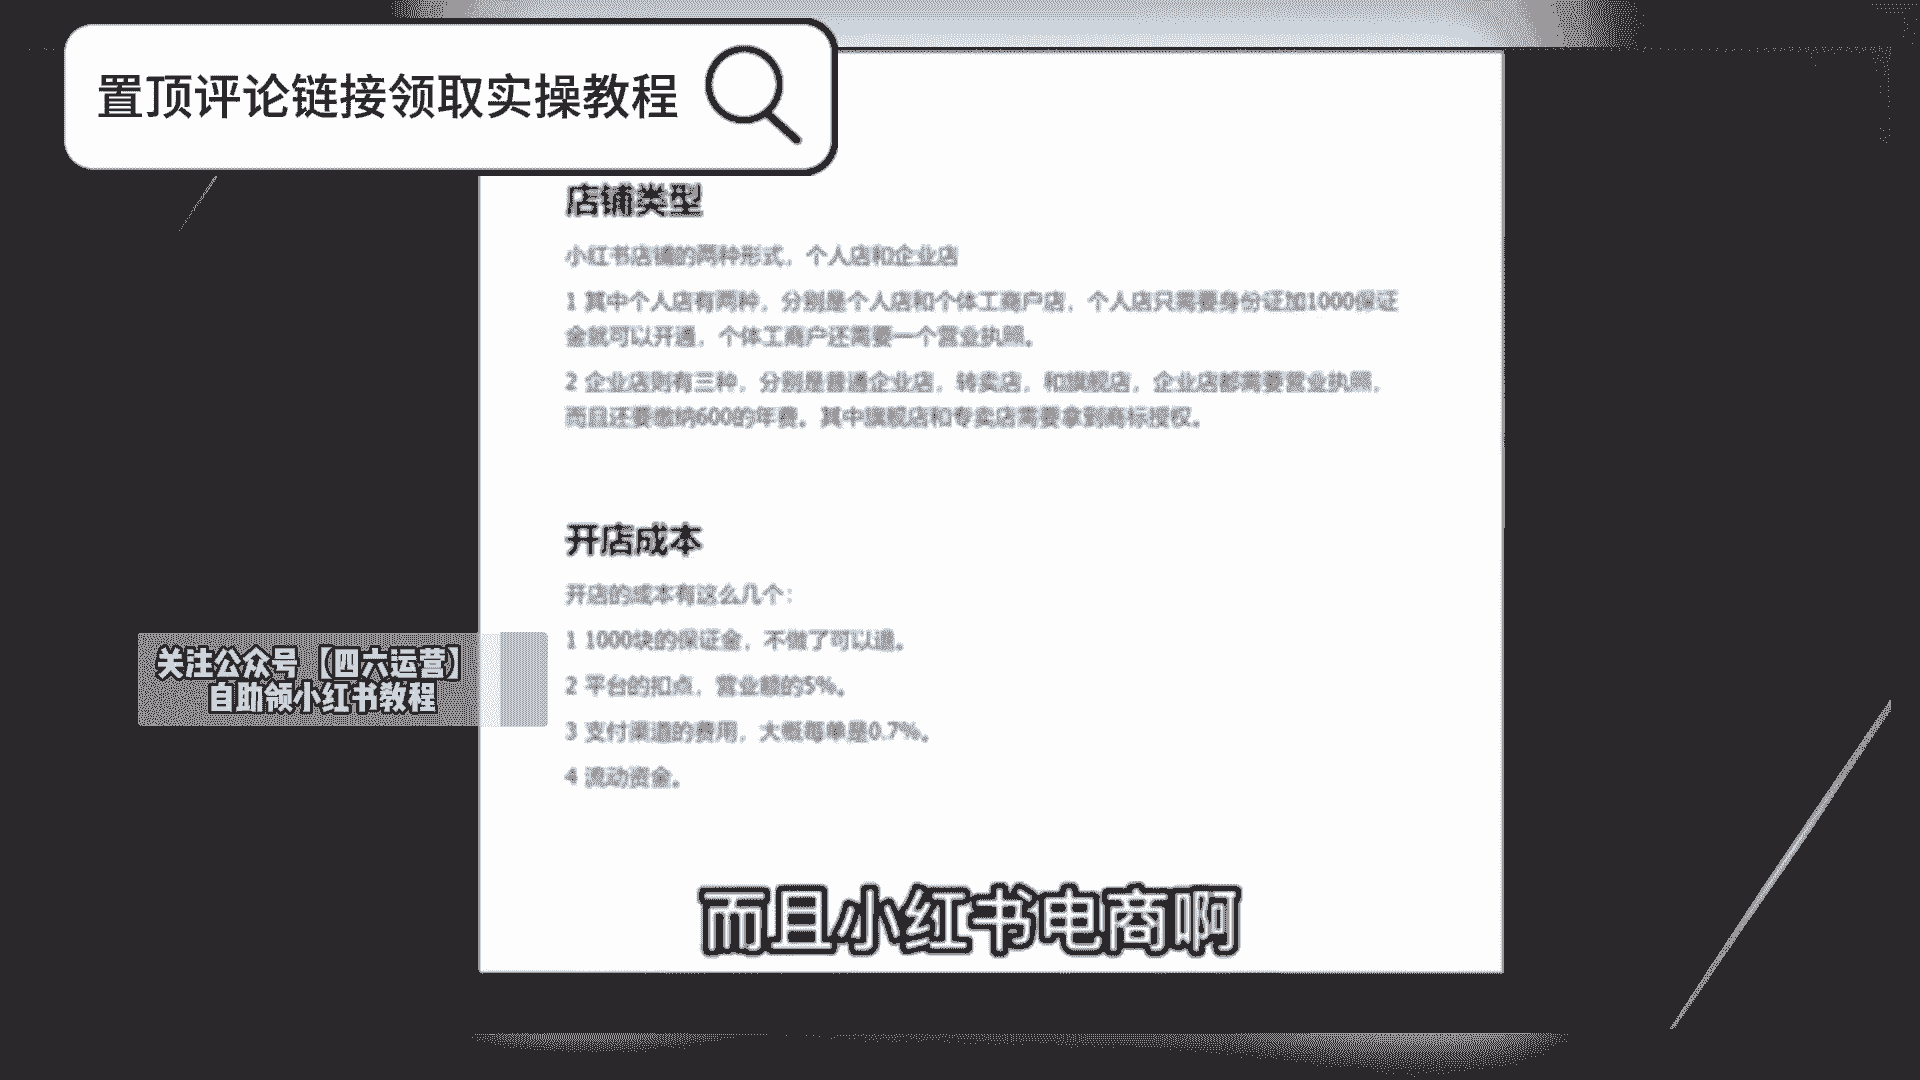 置顶评论链接领取实操教程
店铺类型
小红书店铺的两种形式，个人店和企业店
1 其中个人店有两种，分别是个人店和个体工商户店，个人店只需要身份证加1000保证
金就可以开通，个体工商户还需要一个营业执照。
2 企业店则有三种，分别是普通企业店，转卖店，和旗舰店，企业店都需要营业执照，
而且还要缴纳600的年费。其中旗舰店和专卖店需要拿到商标授权。
开店成本
开店的成本有这么几个：
1 1000块的保证金，不做了可以退。
2 平台的扣点，营业额的5%。
3 支付渠道的费用，大概每单是0.7%。
4 流动资金。
关注公众号【四六运营】
自助领小红书教程
而且小红书电商啊